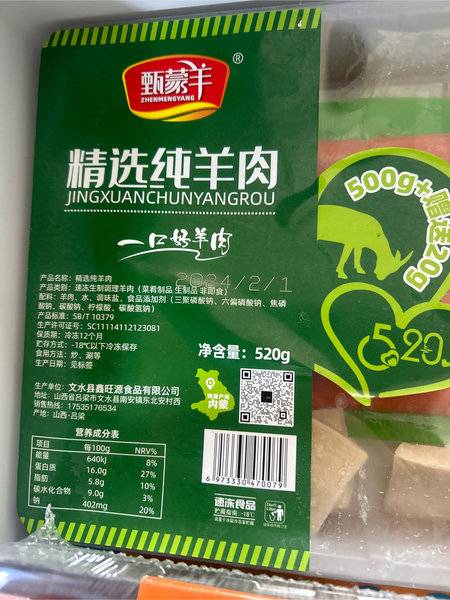 甄蒙羊
®
ZHENMENGYANG
精选纯羊肉
JINGXUANCHUNYANGROU
一口好羊肉
500g+赠送20g
5.20
2024/2/1
产品名称：精选纯羊肉
产品类别：速冻生制调理羊肉（菜肴制品 生制品 非即食）
配料：羊肉、水、调味盐、食品添加剂（三聚磷酸钠、六偏磷酸钠、焦磷
酸钠、碳酸钠、柠檬酸、碳酸氢钠）
产品标准号：SB/T 10379
生产许可证号：SC11114112123081
保质期：冷冻12个月
贮存方式：-18℃以下冷冻保存
食用方法：炒、涮等
生产日期：见标签
净含量：520g
生产商：文水县鑫旺源食品有限公司
地址：山西省吕梁市文水县南安镇东北安村西
销售热线：17535176534
产地：山西·吕梁
内蒙
营养成分表
项目 每100g NRV%
能量 640kJ 8%
蛋白质 16.0g 27%
脂肪 5.8g 10%
碳水化合物 9.0g 3%
钠 402mg 20%
6973330470079
速冻食品
贮藏指南 -18℃